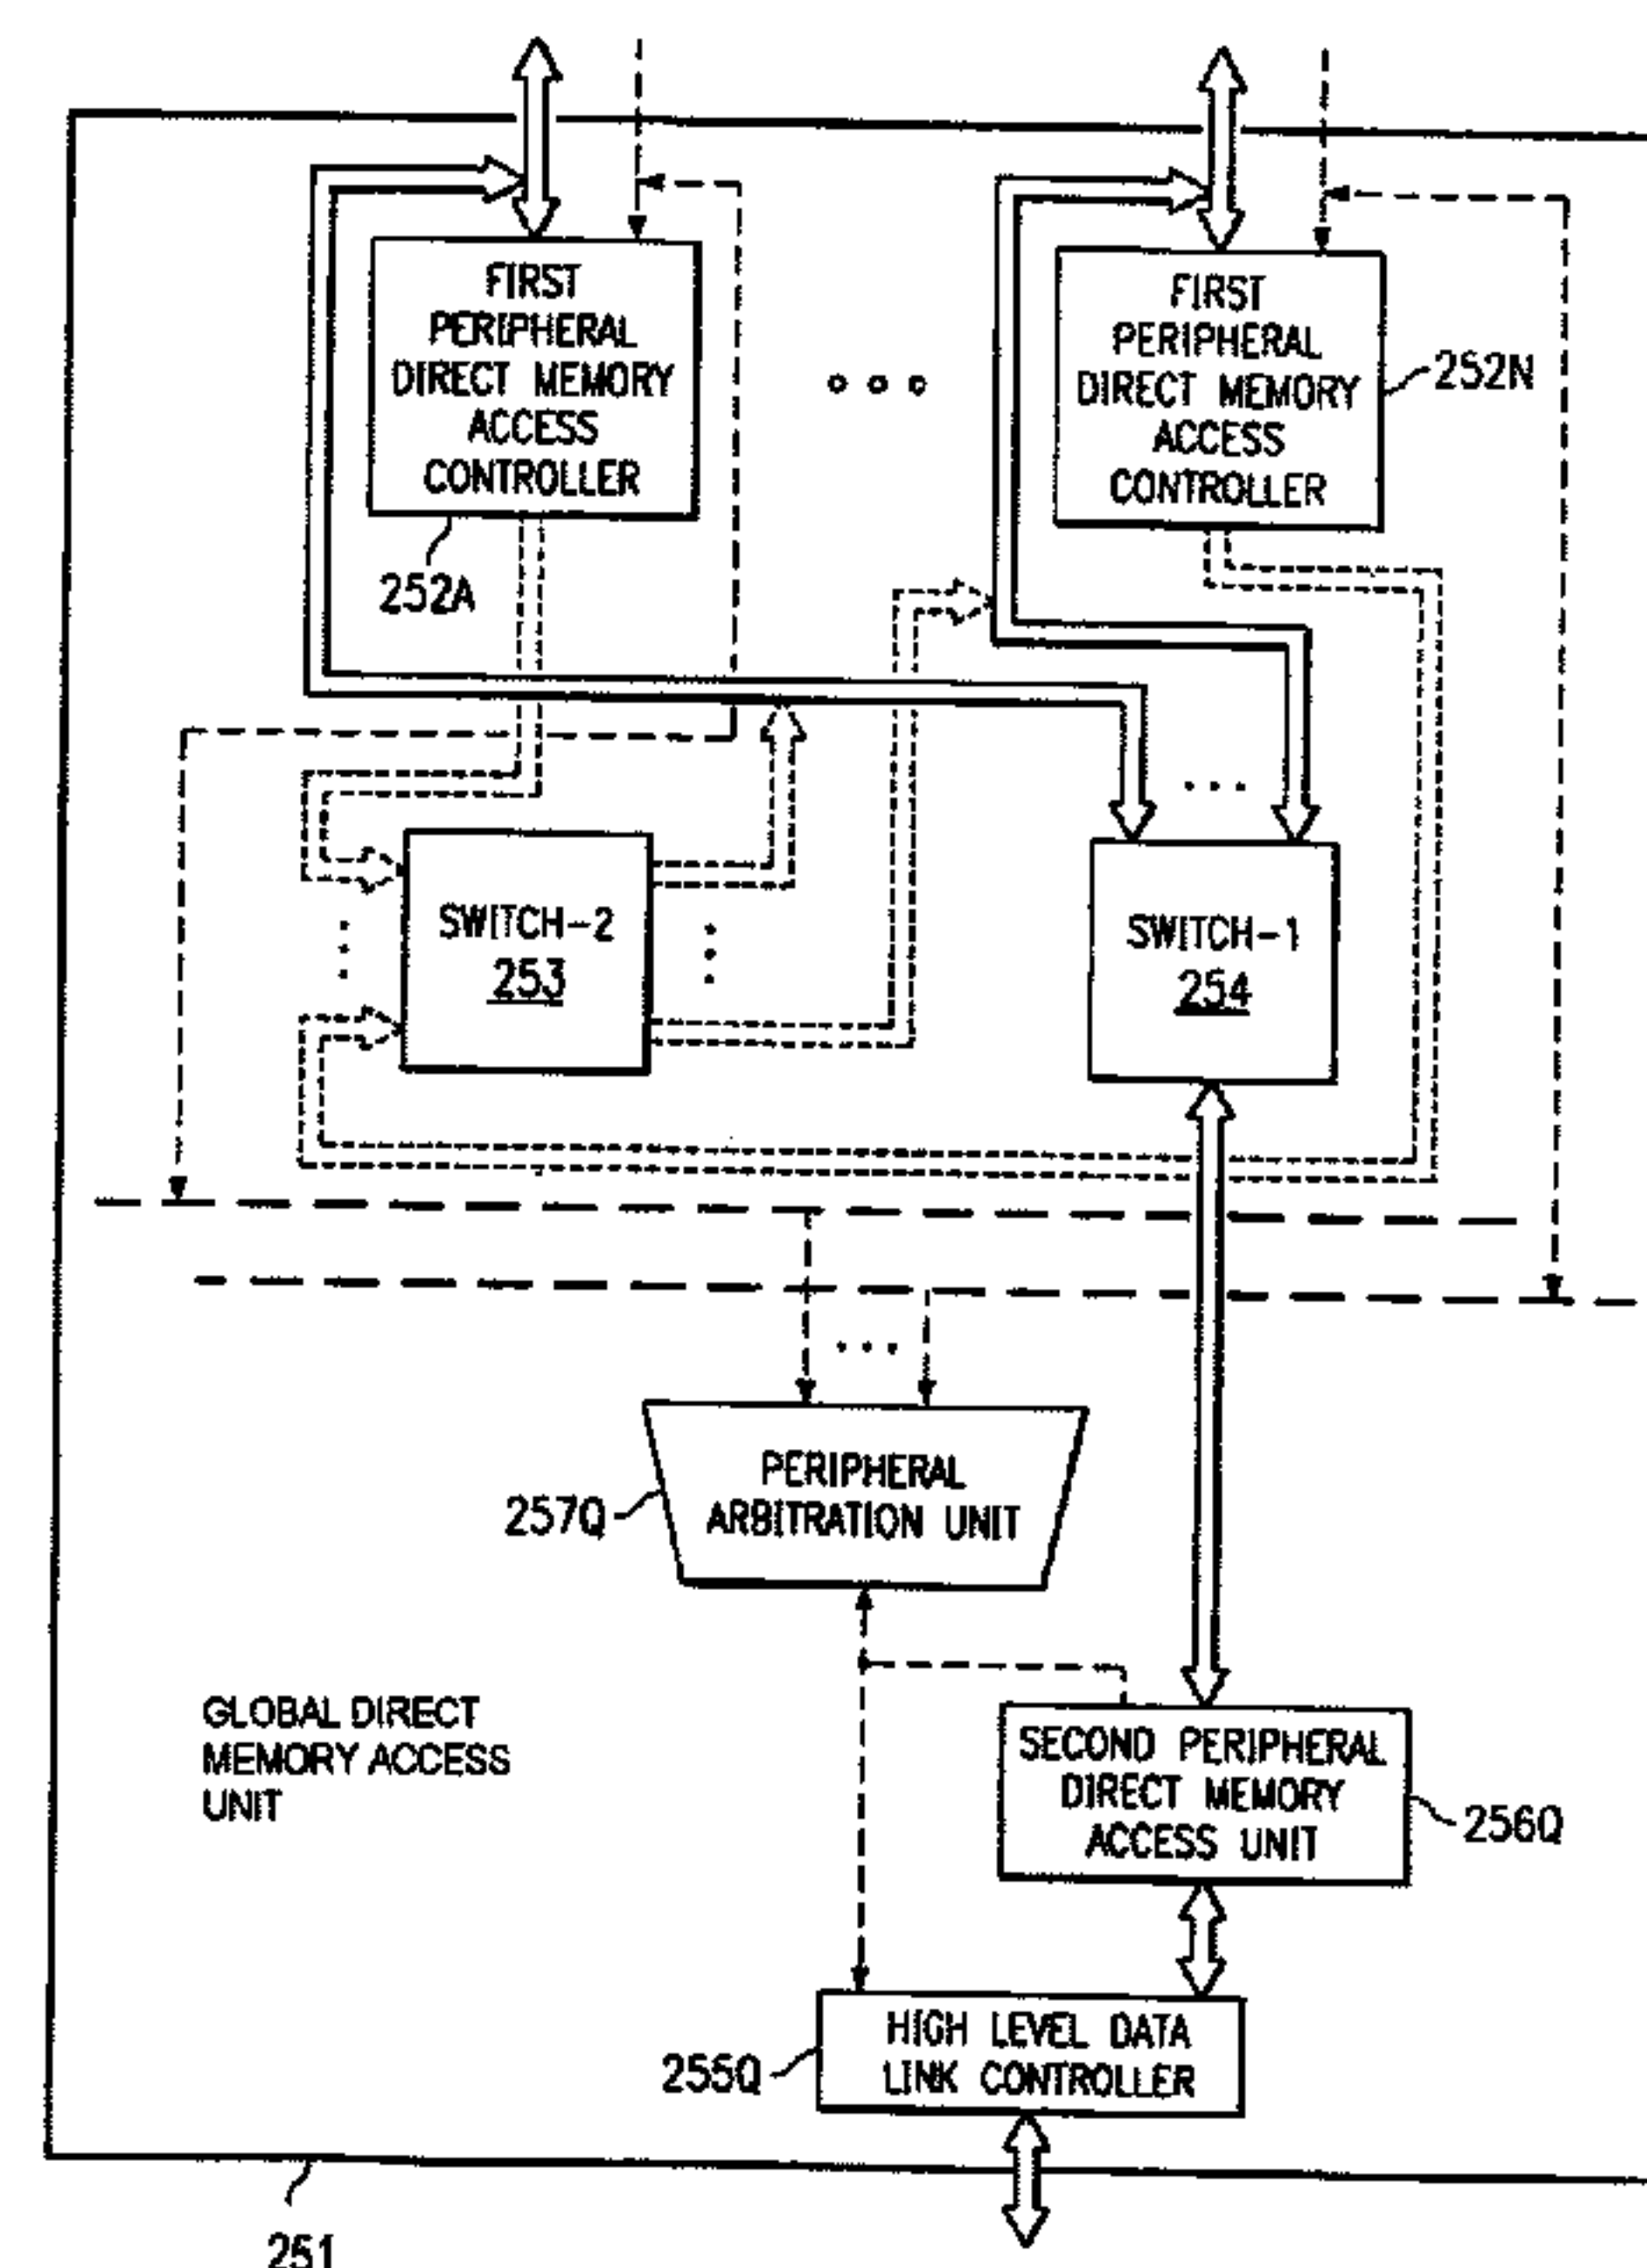 FIRST
PERIPHERAL
DIRECT MEMORY
ACCESS
CONTROLLER
252A
FIRST
PERIPHERAL
DIRECT MEMORY
ACCESS
CONTROLLER
252N
SWITCH-2
253
SWITCH-1
254
PERIPHERAL
ARBITRATION UNIT
257Q
GLOBAL DIRECT
MEMORY ACCESS
UNIT
SECOND PERIPHERAL
DIRECT MEMORY
ACCESS UNIT
256Q
HIGH LEVEL DATA
LINK CONTROLLER
255Q
251